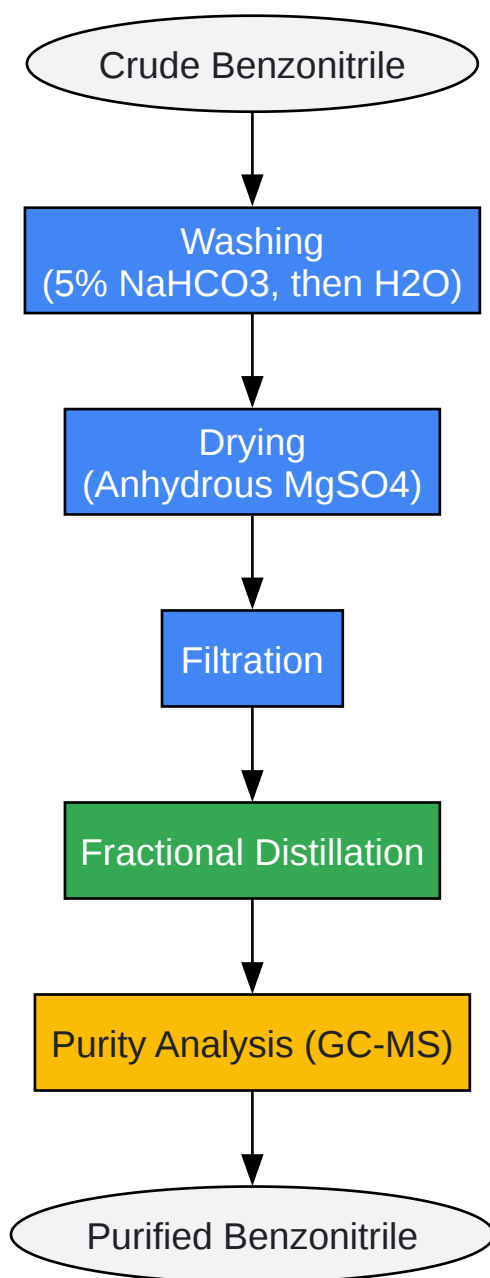 Crude Benzonitrile
Washing
(5% NaHCO3, then H2O)
Drying
(Anhydrous MgSO4)
Filtration
Fractional Distillation
Purity Analysis (GC-MS)
Purified Benzonitrile